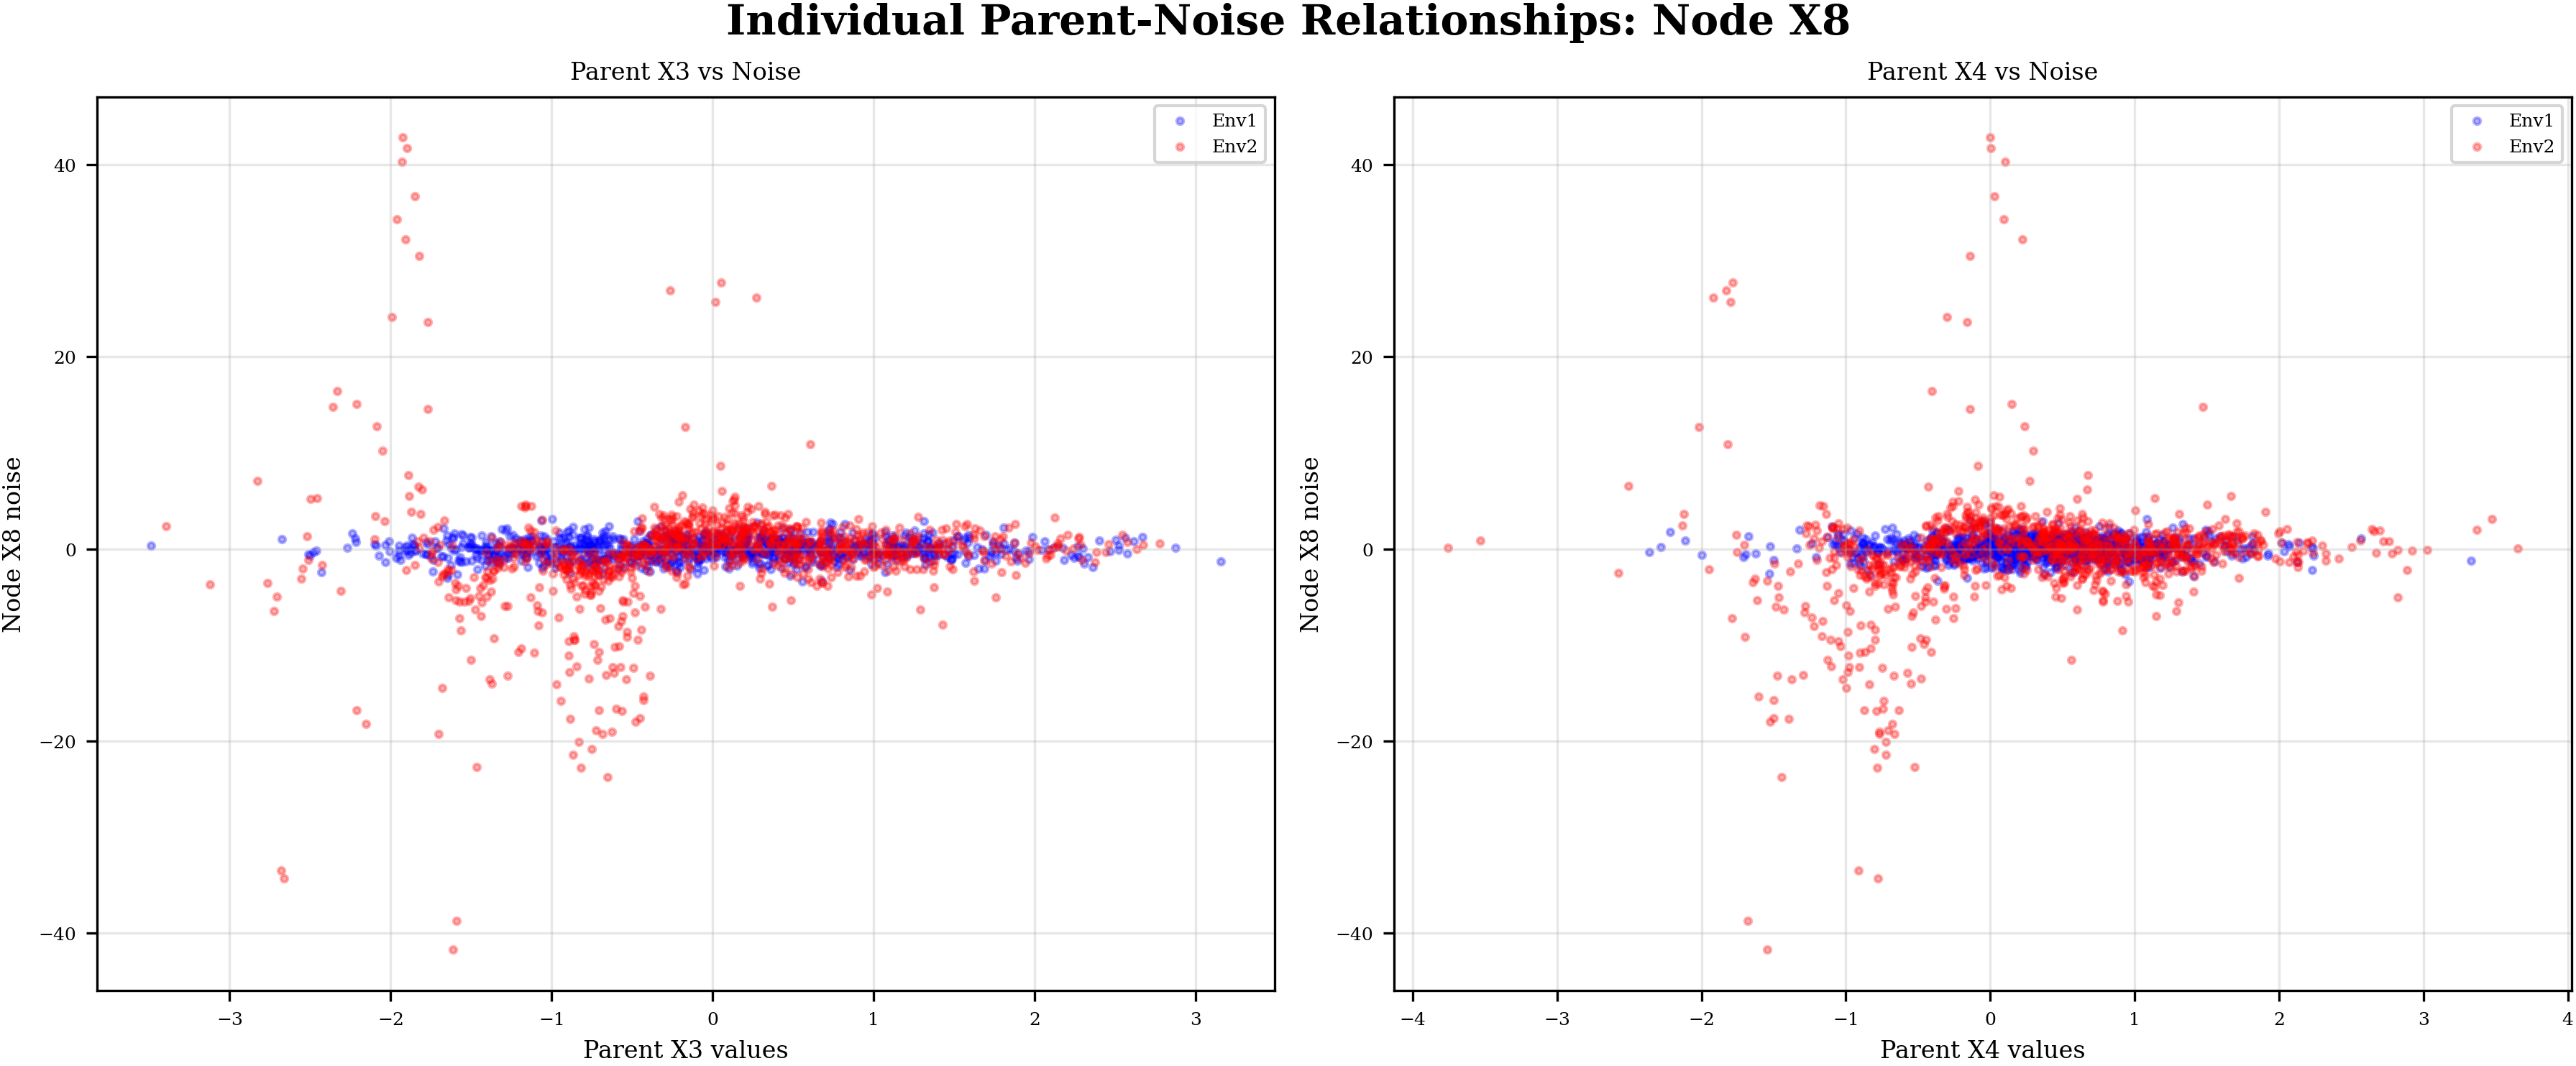 Individual Parent-Noise Relationships: Node X8
Parent X3 vs Noise
Env1
Env2
Node X8 noise
40
20
0
−20
−40
−3
−2
−1
0
1
2
3
Parent X3 values
Parent X4 vs Noise
Env1
Env2
Node X8 noise
40
20
0
−20
−40
−4
−3
−2
−1
0
1
2
3
4
Parent X4 values